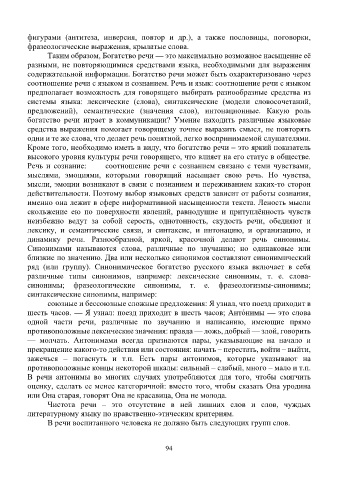 фигурами (антитеза, инверсия, повтор и др.), а также пословицы, поговорки,
фразеологические выражения, крылатые слова.
Таким образом, Богатство речи — это максимально возможное насыщение её
разными, не повторяющимися средствами языка, необходимыми для выражения
содержательной информации. Богатство речи может быть охарактеризовано через
соотношение речи с языком и сознанием. Речь и язык: соотношение речи с языком
предполагает возможность для говорящего выбирать разнообразные средства из
системы языка: лексические (слова), синтаксические (модели словосочетаний,
предложений), семантические (значения слов), интонационные. Какую роль
богатство речи играет в коммуникации? Умение находить различные языковые
средства выражения помогает говорящему точнее выразить смысл, не повторять
одни и те же слова, что делает речь понятной, легко воспринимаемой слушателями.
Кроме того, необходимо иметь в виду, что богатство речи – это яркий показатель
высокого уровня культуры речи говорящего, что влияет на его статус в обществе.
Речь и сознание: соотношение речи с сознанием связано с теми чувствами,
мыслями, эмоциями, которыми говорящий насыщает свою речь. Но чувства,
мысли, эмоции возникают в связи с познанием и переживанием каких-то сторон
действительности. Поэтому выбор языковых средств зависит от работы сознания,
именно она лежит в сфере информативной насыщенности текста. Леность мысли
скольжение ею по поверхности явлений, равнодушие и притуплённость чувств
неизбежно ведут за собой серость, однотонность, скудость речи, обедняют и
лексику, и семантические связи, и синтаксис, и интонацию, и организацию, и
динамику речи. Разнообразной, яркой, красочной делают речь синонимы.
Синонимами называются слова, различные по звучанию; но одинаковые или
близкие по значению. Два или несколько синонимов составляют синонимический
ряд (или группу). Синонимическое богатство русского языка включает в себя
различные типы синонимов, например: лексические синонимы, т. е. слова-
синонимы; фразеологические синонимы, т. е. фразеологизмы-синонимы;
синтаксические синонимы, например:
союзные и бессоюзные сложные предложения: Я узнал, что поезд приходит в
шесть часов. — Я узнал: поезд приходит в шесть часов; Анто́нимы — это слова
одной части речи, различные по звучанию и написанию, имеющие прямо
противоположные лексические значения: правда — ложь, добрый — злой, говорить
— молчать. Антонимами всегда признаются пары, указывающие на начало и
прекращение какого-то действия или состояния: начать – перестать, войти – выйти,
зажечься – погаснуть и т.п. Есть пары антонимов, которые указывают на
противоположные концы некоторой шкалы: сильный – слабый, много – мало и т.п.
В речи антонимы во многих случаях употребляются для того, чтобы смягчить
оценку, сделать ее менее категоричной: вместо того, чтобы сказать Она уродина
или Она старая, говорят Она не красавица, Она не молода.
Чистота речи – это отсутствие в ней лишних слов и слов, чуждых
литературному языку по нравственно-этическим критериям.
В речи воспитанного человека не должно быть следующих групп слов.
94